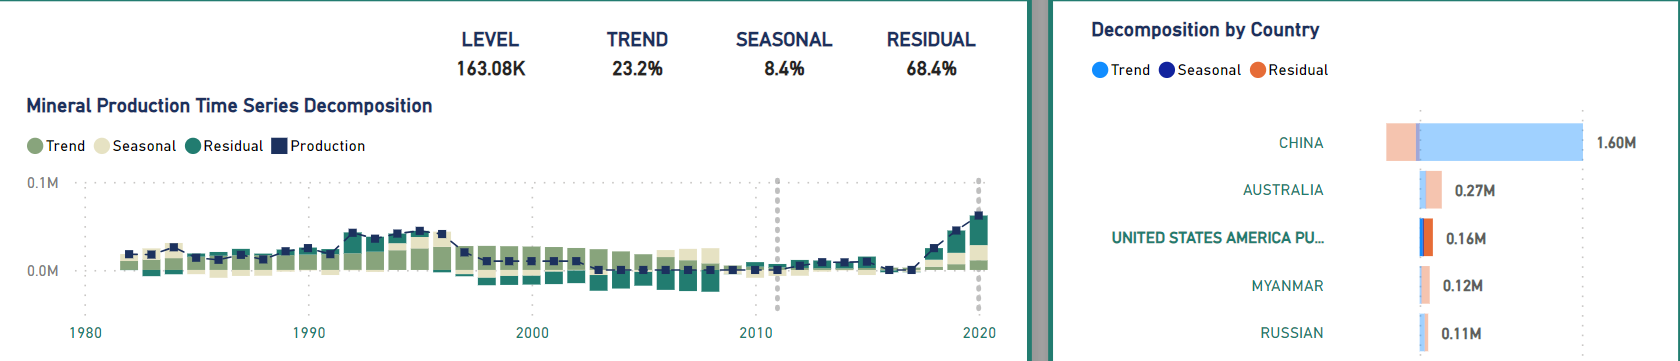 LEVEL TREND SEASONAL RESIDUAL
163.08K 23.2% 8.4% 68.4%
Mineral Production Time Series Decomposition
Trend Seasonal Residual Production
0.1M
0.0M
1980 1990 2000 2010 2020
Decomposition by Country
Trend Seasonal Residual
CHINA 1.60M
AUSTRALIA 0.27M
UNITED STATES AMERICA PU... 0.16M
MYANMAR 0.12M
RUSSIAN 0.11M